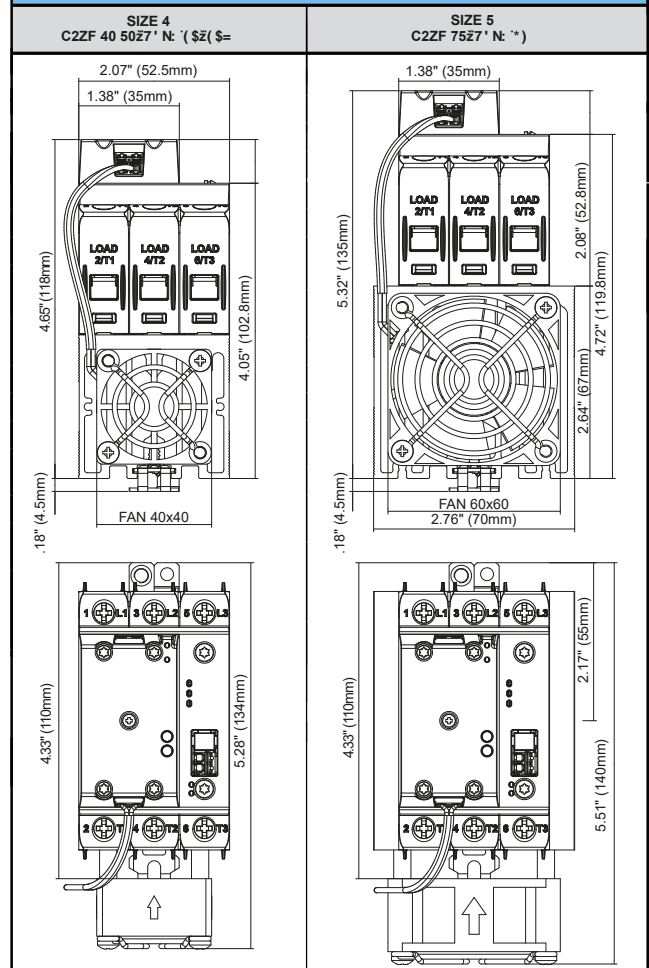 SIZE 4
C2ZF 40 50ž7' N: ˙( $ž( $=
SIZE 5
C2ZF 75ž7' N: ˙*)
2.07" (52.5mm)
1.38" (35mm)
4.65" (118mm)
4.05" (102.8mm)
LOAD
2/T1
LOAD
4/T2
LOAD
6/T3
.18" (4.5mm)
FAN 40x40
1.38" (35mm)
5.32" (135mm)
2.08" (52.8mm)
4.72" (119.8mm)
2.64" (67mm)
LOAD
2/T1
LOAD
4/T2
LOAD
6/T3
.18" (4.5mm)
FAN 60x60
2.76" (70mm)
4.33" (110mm)
5.28" (134mm)
1 L1 3 L2 5 L3
2 T 4 T2 6 T3
4.33" (110mm)
2.17" (55mm)
5.51" (140mm)
1 L1 3 L2 5 L3
2 T 4 T2 6 T3